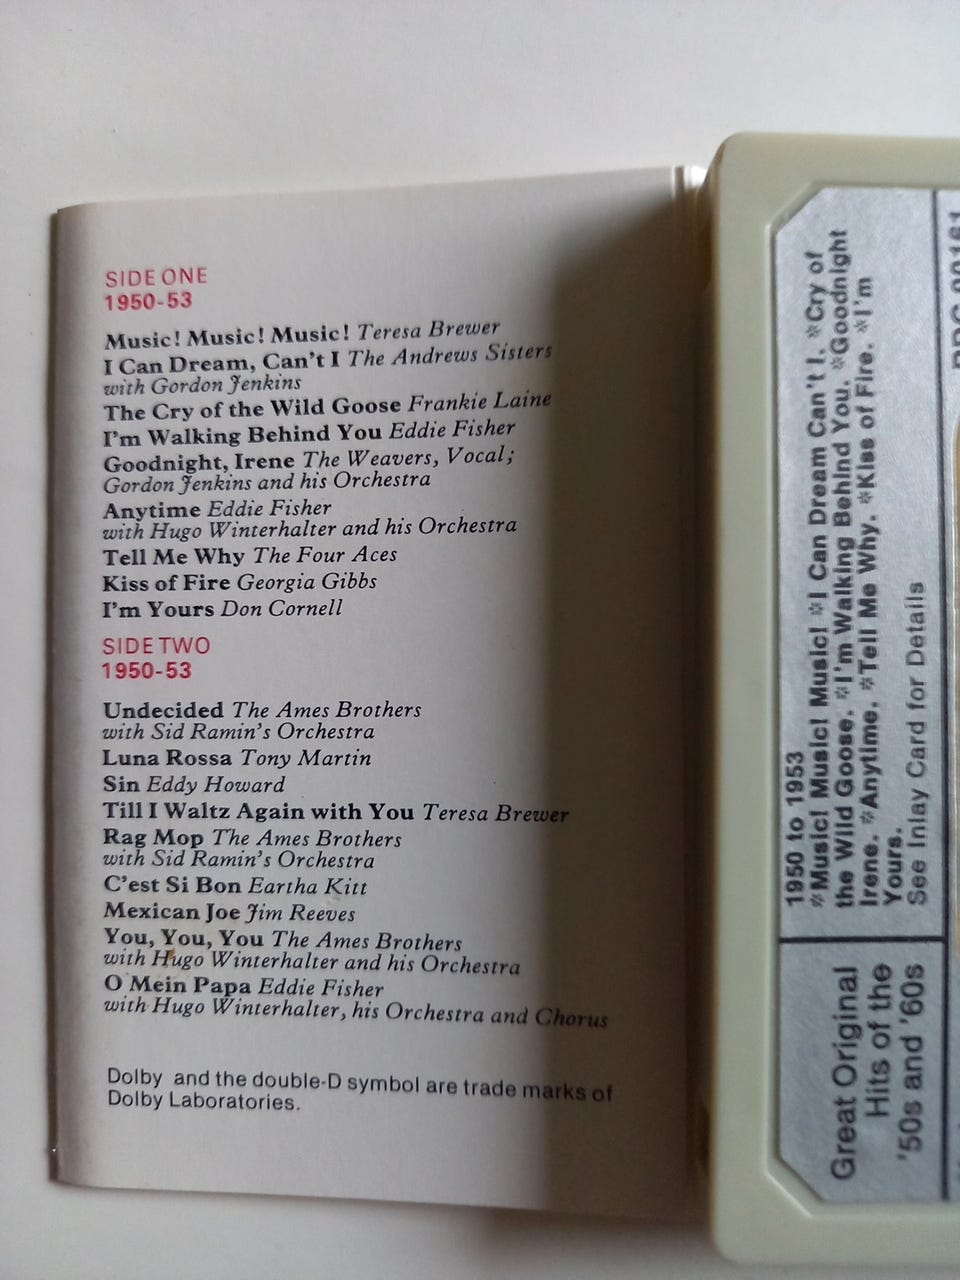 SIDE ONE
1950-53
Music! Music! Music! Teresa Brewer
I Can Dream, Can't I The Andrews Sisters
with Gordon Jenkins
The Cry of the Wild Goose Frankie Laine
I'm Walking Behind You Eddie Fisher
Goodnight, Irene The Weavers, Vocal;
Gordon Jenkins and his Orchestra
Anytime Eddie Fisher
with Hugo Winterhalter and his Orchestra
Tell Me Why The Four Aces
Kiss of Fire Georgia Gibbs
I'm Yours Don Cornell
SIDE TWO
1950-53
Undecided The Ames Brothers
with Sid Ramin's Orchestra
Luna Rossa Tony Martin
Sin Eddy Howard
Till I Waltz Again with You Teresa Brewer
Rag Mop The Ames Brothers
with Sid Ramin's Orchestra
C'est Si Bon Eartha Kitt
Mexican Joe Jim Reeves
You, You, You The Ames Brothers
with Hugo Winterhalter and his Orchestra
O Mein Papa Eddie Fisher
with Hugo Winterhalter, his Orchestra and Chorus
Dolby and the double-D symbol are trade marks of
Dolby Laboratories.
Great Original
Hits of the
'50s and '60s
1950 to 1953
*Music! Music! Music! *I Can Dream Can't I. *Cry of
the Wild Goose. *I'm Walking Behind You. *Goodnight
Irene. *Anytime. *Tell Me Why. *Kiss of Fire. *I'm
Yours.
See Inlay Card for Details